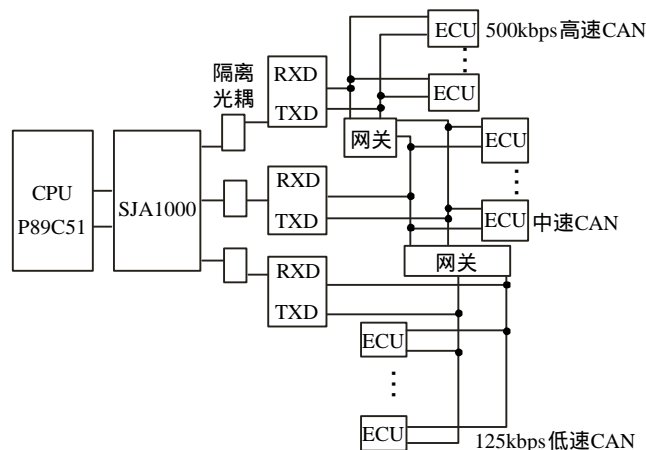 ECU
500kbps高速CAN
隔离
光耦
RXD
TXD
ECU
网关
ECU
CPU
P89C51
SJA1000
RXD
TXD
ECU
中速CAN
网关
RXD
TXD
ECU
ECU
125kbps低速CAN